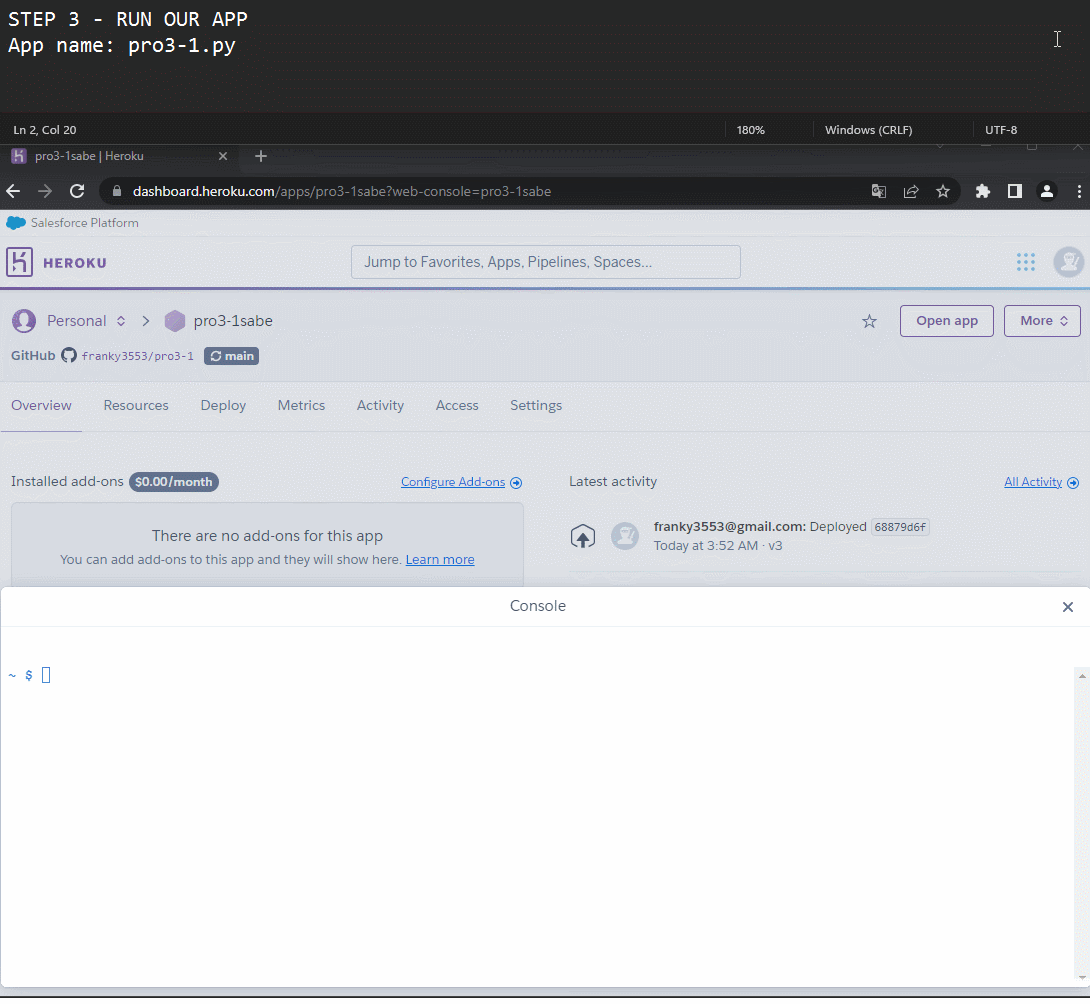 STEP 3 - RUN OUR APP
App name: pro3-1.py
Ln 2, Col 20 180% Windows (CRLF) UTF-8
pro3-1sabe | Heroku
dashboard.heroku.com/apps/pro3-1sabe?web-console=pro3-1sabe
Salesforce Platform
HEROKU Jump to Favorites, Apps, Pipelines, Spaces...
Personal pro3-1sabe Open app More
GitHub franky3553/pro3-1 main
Overview Resources Deploy Metrics Activity Access Settings
Installed add-ons $0.00/month Configure Add-ons Latest activity All Activity
There are no add-ons for this app
You can add add-ons to this app and they will show here. Learn more
franky3553@gmail.com: Deployed 68879d6f
Today at 3:52 AM · v3
Console
~ $